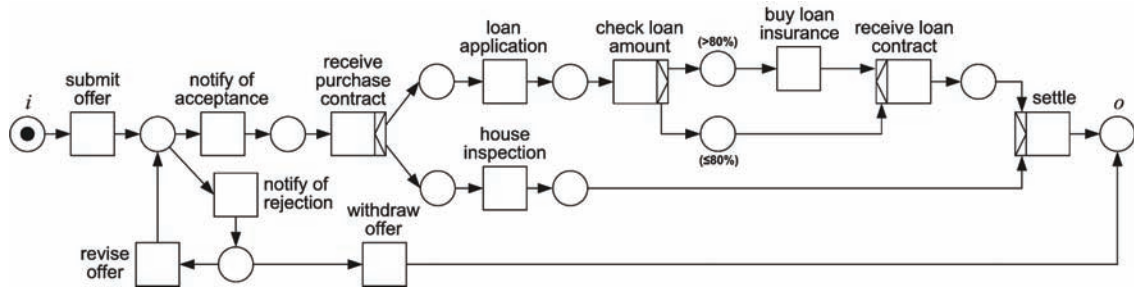 buy loan
insurance
loan
application
check loan
amount
(>80%)
receive loan
contract
receive
purchase
contract
submit
offer
notify of
acceptance
i
settle
o
house
inspection
(≤80%)
notify of
rejection
withdraw
offer
revise
offer